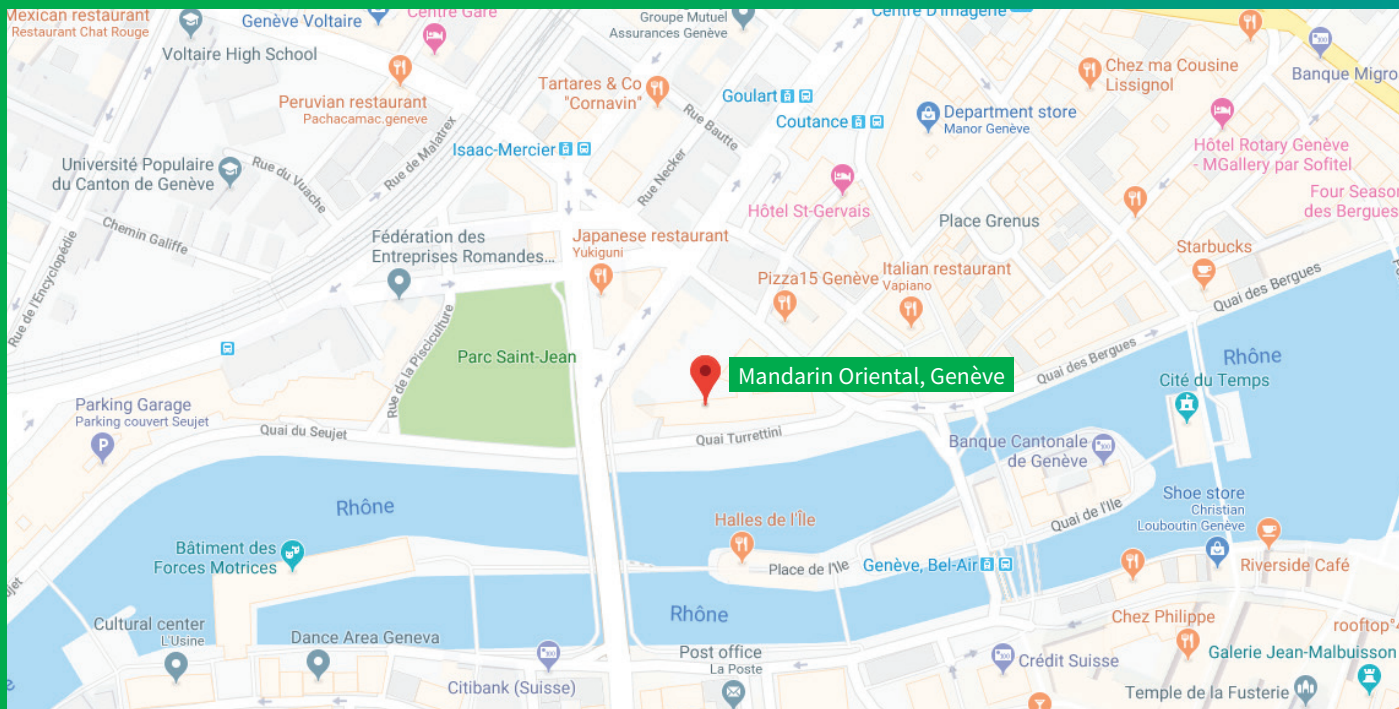 Mexican restaurant
Restaurant Chat Rouge
Genève Voltaire
Centre Gare
Groupe Mutuel
Assurances Genève
Centre D'Imagerie
Voltaire High School
Peruvian restaurant
Pachacamac.geneve
Tartares & Co
"Cornavin"
Goulart
Coutance
Rue Bautte
Chez ma Cousine
Lissignol
Banque Migro
Department store
Manor Genève
Hôtel Rotary Genève
- MGallery par Sofitel
Four Season
des Bergues
Isaac-Mercier
Rue de Malatrex
Rue Necker
Université Populaire
du Canton de Genève
Rue du Vuache
Chemin Galiffe
Rue de l'Encyclopédie
Hôtel St-Gervais
Place Grenus
Fédération des
Entreprises Romandes...
Japanese restaurant
Yukiguni
Pizza15 Genève
Italian restaurant
Vapiano
Starbucks
Quai des Bergues
Rue de la Pisciculture
Parc Saint-Jean
Mandarin Oriental, Genève
Quai des Bergues
Rhône
Cité du Temps
Parking Garage
Parking couvert Seujet
P
Quai du Seujet
Quai Turrettini
Banque Cantonale
de Genève
Rhône
Halles de l'Île
Quai de l'Ile
Shoe store
Christian
Louboutin Genève
Bâtiment des
Forces Motrices
Place de l'Ile
Genève, Bel-Air
Riverside Café
Rhône
Cultural center
L'Usine
Dance Area Geneva
Chez Philippe
rooftop°4
Post office
La Poste
Citibank (Suisse)
Crédit Suisse
Galerie Jean-Malbuisson
Temple de la Fusterie